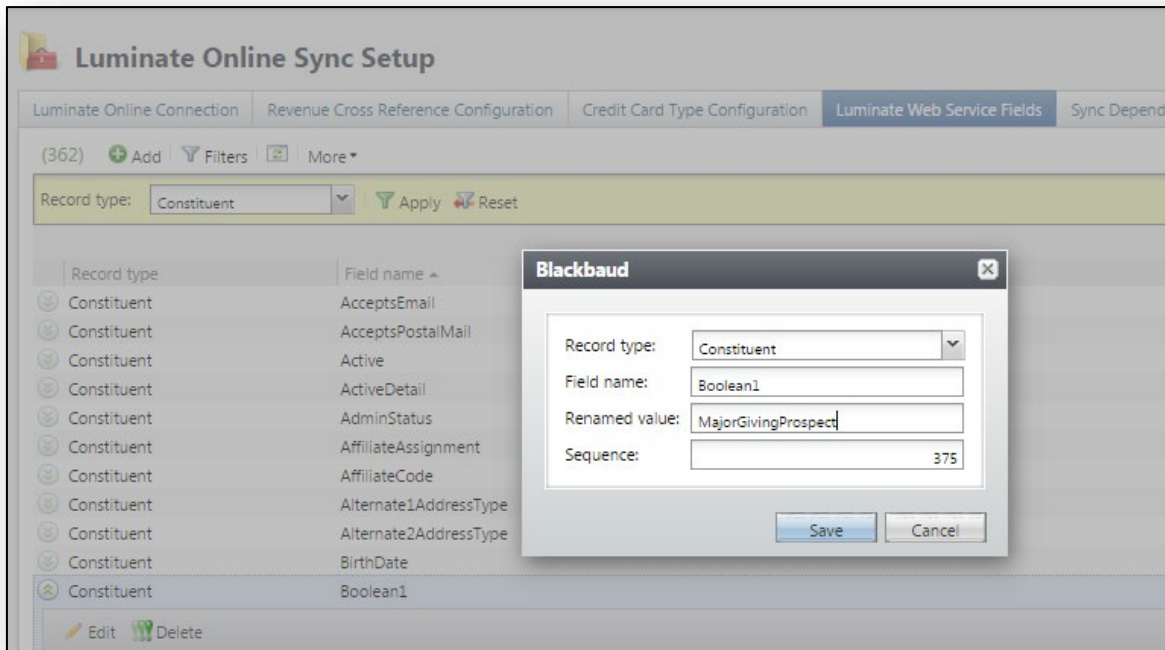 Luminate Online Sync Setup
Luminate Online Connection Revenue Cross Reference Configuration Credit Card Type Configuration Luminate Web Service Fields Sync Depend
(362) Add Filters More
Record type: Constituent Apply Reset
Record type Field name
Constituent AcceptsEmail
Constituent AcceptsPostalMail
Constituent Active
Constituent ActiveDetail
Constituent AdminStatus
Constituent AffiliateAssignment
Constituent AffiliateCode
Constituent Alternate1AddressType
Constituent Alternate2AddressType
Constituent BirthDate
Constituent Boolean1
Edit Delete
Blackbaud
Record type: Constituent
Field name: Boolean1
Renamed value: MajorGivingProspect
Sequence: 375
Save Cancel